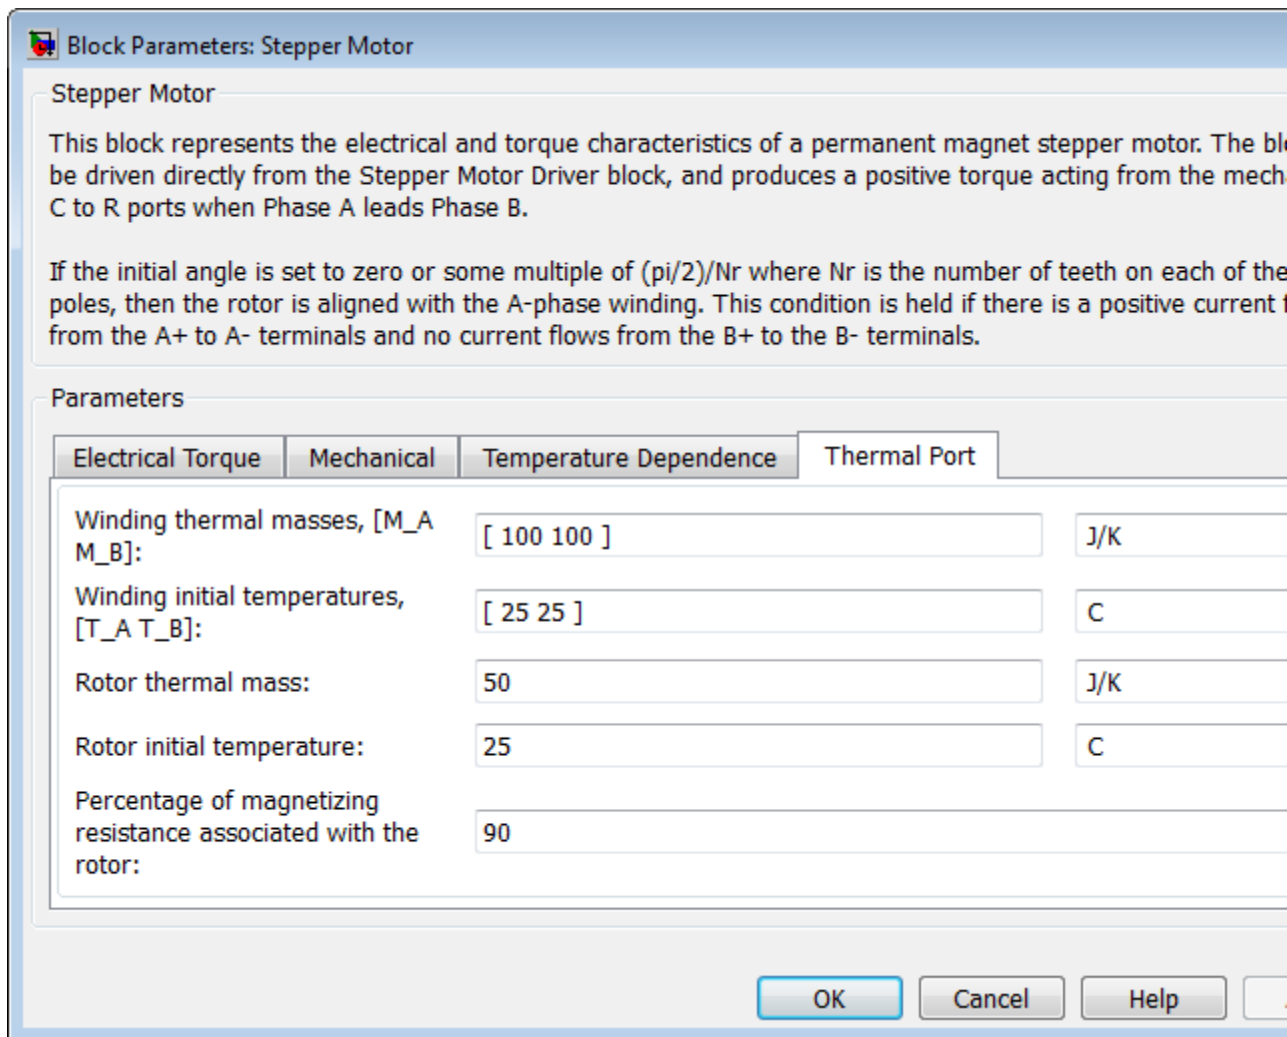 Block Parameters: Stepper Motor
Stepper Motor
This block represents the electrical and torque characteristics of a permanent magnet stepper motor. The
be driven directly from the Stepper Motor Driver block, and produces a positive torque acting from the
C to R ports when Phase A leads Phase B.
If the initial angle is set to zero or some multiple of (pi/2)/Nr where Nr is the number of teeth on each of the
poles, then the rotor is aligned with the A-phase winding. This condition is held if there is a positive current
from the A+ to A- terminals and no current flows from the B+ to the B- terminals.
Parameters
Electrical Torque Mechanical Temperature Dependence Thermal Port
Winding thermal masses, [M_A
M_B]:
[ 100 100 ] J/K
Winding initial temperatures,
[T_A T_B]:
[ 25 25 ] C
Rotor thermal mass: 50 J/K
Rotor initial temperature: 25 C
Percentage of magnetizing
resistance associated with the
rotor:
90
OK Cancel Help